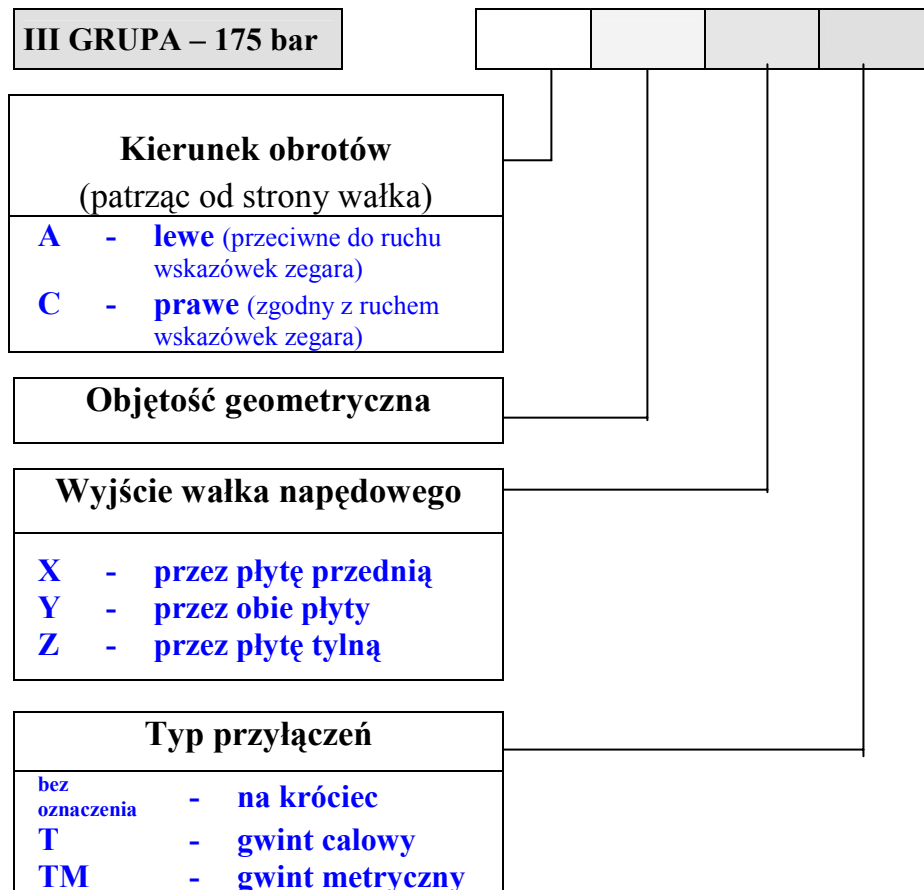 III GRUPA – 175 bar
Kierunek obrotów
(patrząc od strony wałka)
A - lewe (przeciwne do ruchu
wskazówek zegara)
C - prawe (zgodny z ruchem
wskazówek zegara)
Objętość geometryczna
Wyjście wałka napędowego
X - przez płytę przednią
Y - przez obie płyty
Z - przez płytę tylną
Typ przyłączeń
bez
oznaczenia - na króciec
T - gwint calowy
TM - gwint metryczny